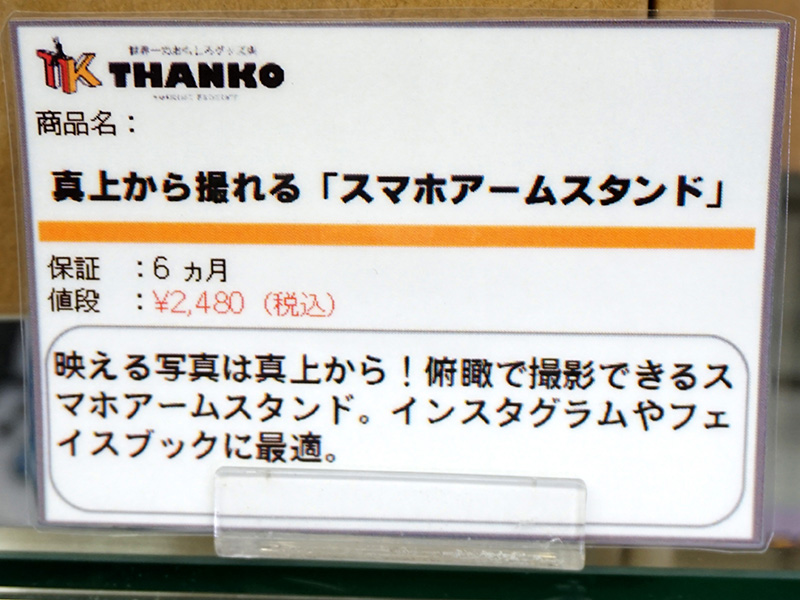 THANKO
商品名：
真上から撮れる「スマホアームスタンド」
保証　：6 ヵ月
値段　：¥2,480（税込）
映える写真は真上から！俯瞰で撮影できるス
マホアームスタンド。インスタグラムやフェ
イスブックに最適。